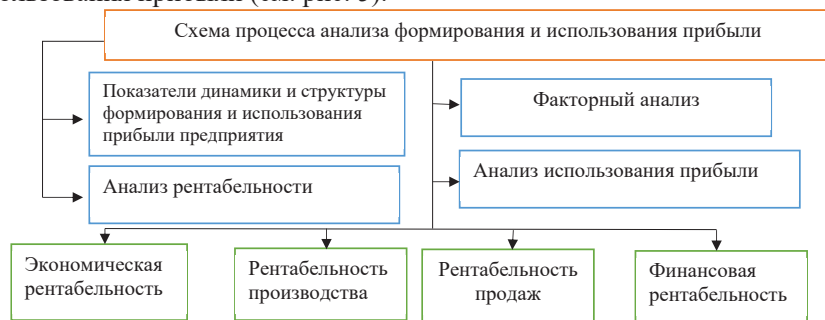 Схема процесса анализа формирования и использования прибыли
Показатели динамики и структуры
формирования и использования
прибыли предприятия
Факторный анализ
Анализ рентабельности
Анализ использования прибыли
Экономическая
рентабельность
Рентабельность
производства
Рентабельность
продаж
Финансовая
рентабельность